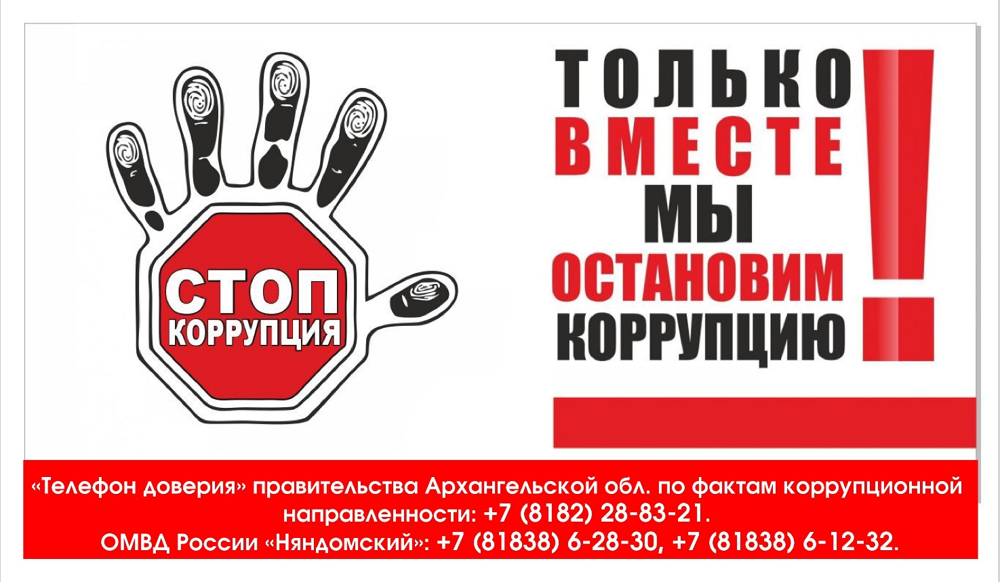 СТОП
КОРРУПЦИЯ
ТОЛЬКО
ВМЕСТЕ
МЫ
ОСТАНОВИМ
КОРРУПЦИЮ!
«Телефон доверия» правительства Архангельской обл. по фактам коррупционной
направленности: +7 (8182) 28-83-21.
ОМВД России «Няндомский»: +7 (81838) 6-28-30, +7 (81838) 6-12-32.